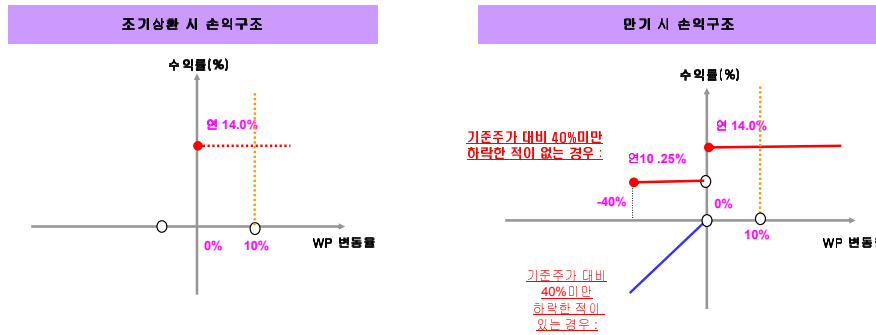 조기상환 시 손익구조
수익률(%)
연 14.0%
0%
10%
WP 변동률
만기 시 손익구조
수익률(%)
기준주가 대비 40%미만
하락한 적이 없는 경우 :
연 14.0%
연10 .25%
-40%
0%
10%
WP 변동률
기준주가 대비
40%미만
하락한 적이
있는 경우 :